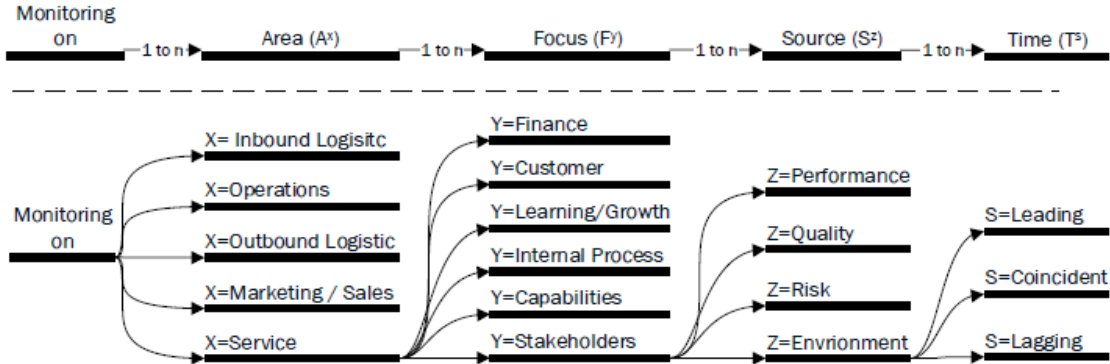 Monitoring
on
1 to n
Area (Aˣ)
1 to n
Focus (Fʸ)
1 to n
Source (Sᶻ)
1 to n
Time (Tˢ)
Monitoring
on
X= Inbound Logisitc
X=Operations
X=Outbound Logistic
X=Marketing / Sales
X=Service
Y=Finance
Y=Customer
Y=Learning/Growth
Y=Internal Process
Y=Capabilities
Y=Stakeholders
Z=Performance
Z=Quality
Z=Risk
Z=Envrionment
S=Leading
S=Coincident
S=Lagging